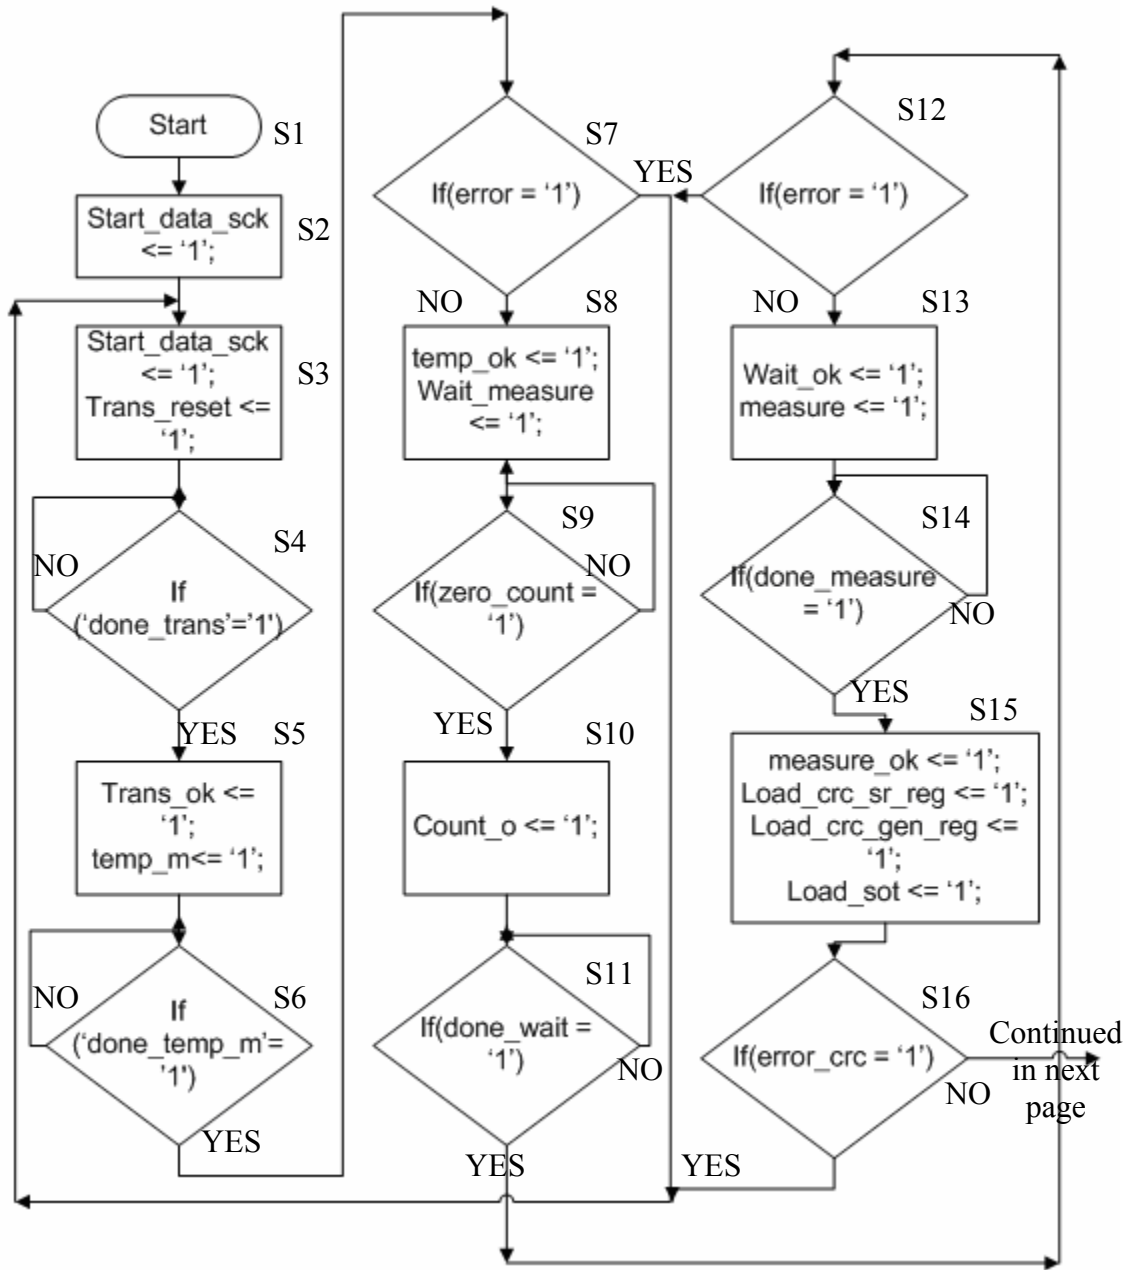 Start
S1
Start_data_sck
<= ‘1’;
S2
Start_data_sck
<= ‘1’;
Trans_reset <=
‘1’;
S3
S4
NO
If
(‘done_trans’=’1’)
YES
S5
Trans_ok <=
‘1’;
temp_m<= ‘1’;
NO
S6
If
(‘done_temp_m’=
’1’)
YES
S7
YES
If(error = ‘1’)
NO
S8
temp_ok <= ‘1’;
Wait_measure
<= ‘1’;
S9
NO
If(zero_count =
‘1’)
YES
S10
Count_o <= ‘1’;
S11
If(done_wait =
‘1’)
NO
YES
S12
If(error = ‘1’)
NO
S13
Wait_ok <= ‘1’;
measure <= ‘1’;
S14
If(done_measure
= ‘1’)
NO
YES
S15
measure_ok <= ‘1’;
Load_crc_sr_reg <= ‘1’;
Load_crc_gen_reg <=
‘1’;
Load_sot <= ‘1’;
S16
If(error_crc = ‘1’)
NO
YES
Continued
in next
page